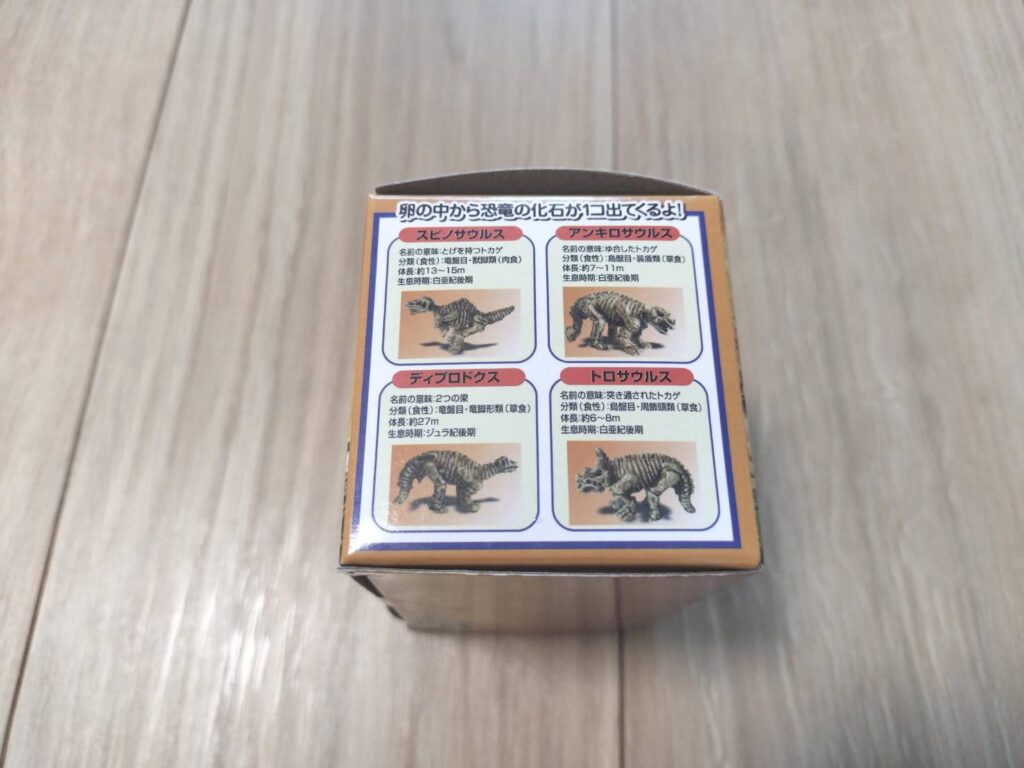 卵の中から恐竜の化石が1コ出てくるよ!
スピノサウルス
名前の意味:とげを持つトカゲ
分類(食性):竜盤目・獣脚類(肉食)
体長:約13〜15m
生息時期:白亜紀後期
アンキロサウルス
名前の意味:ゆ合したトカゲ
分類(食性):鳥盤目・装盾類(草食)
体長:約7〜11m
生息時期:白亜紀後期
ディプロドクス
名前の意味:2つの梁
分類(食性):竜盤目・竜脚形類(草食)
体長:約27m
生息時期:ジュラ紀後期
トロサウルス
名前の意味:突き通されたトカゲ
分類(食性):鳥盤目・周飾頭類(草食)
体長:約6〜8m
生息時期:白亜紀後期